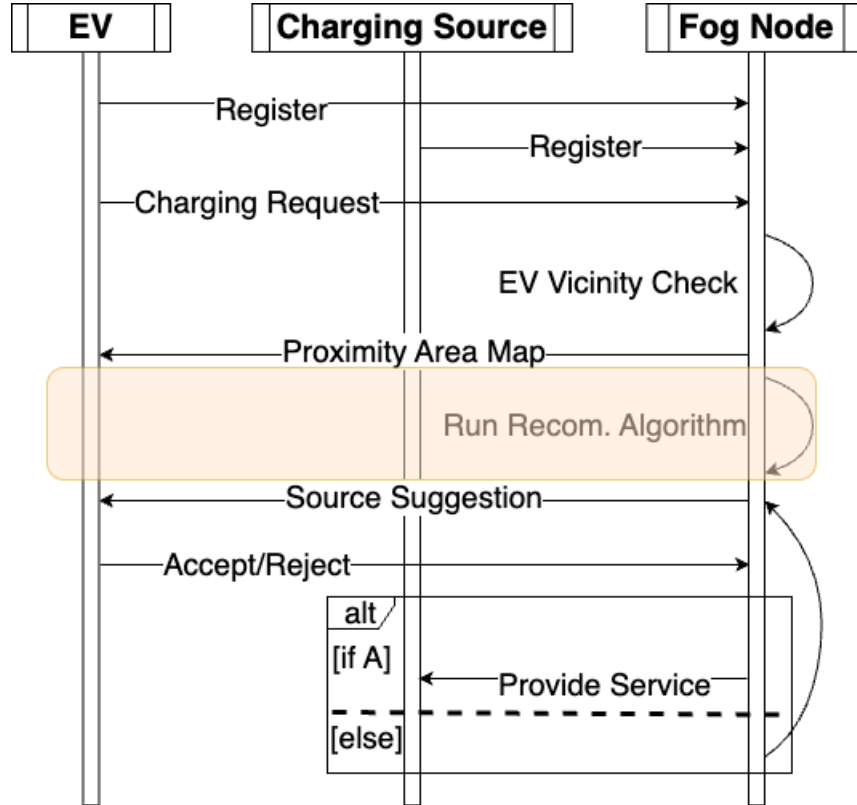 EV
Charging Source
Fog Node
Register
Register
Charging Request
EV Vicinity Check
Proximity Area Map
Run Recom. Algorithm
Source Suggestion
Accept/Reject
alt
[if A]
Provide Service
[else]